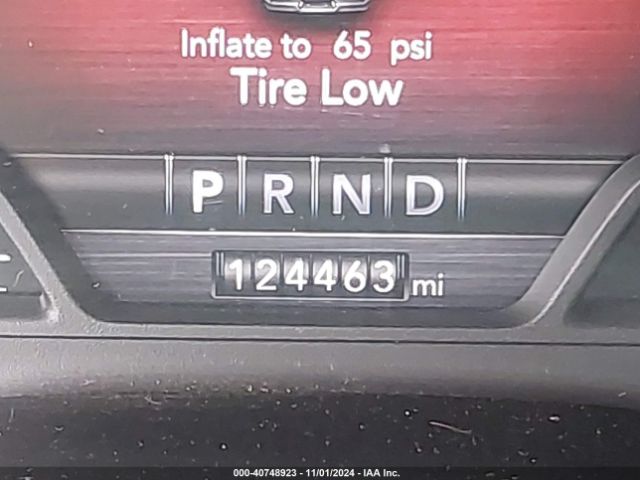 Inflate to 65 psi
Tire Low
P R N D
124463 mi
000-40748923 - 11/01/2024 - IAA Inc.